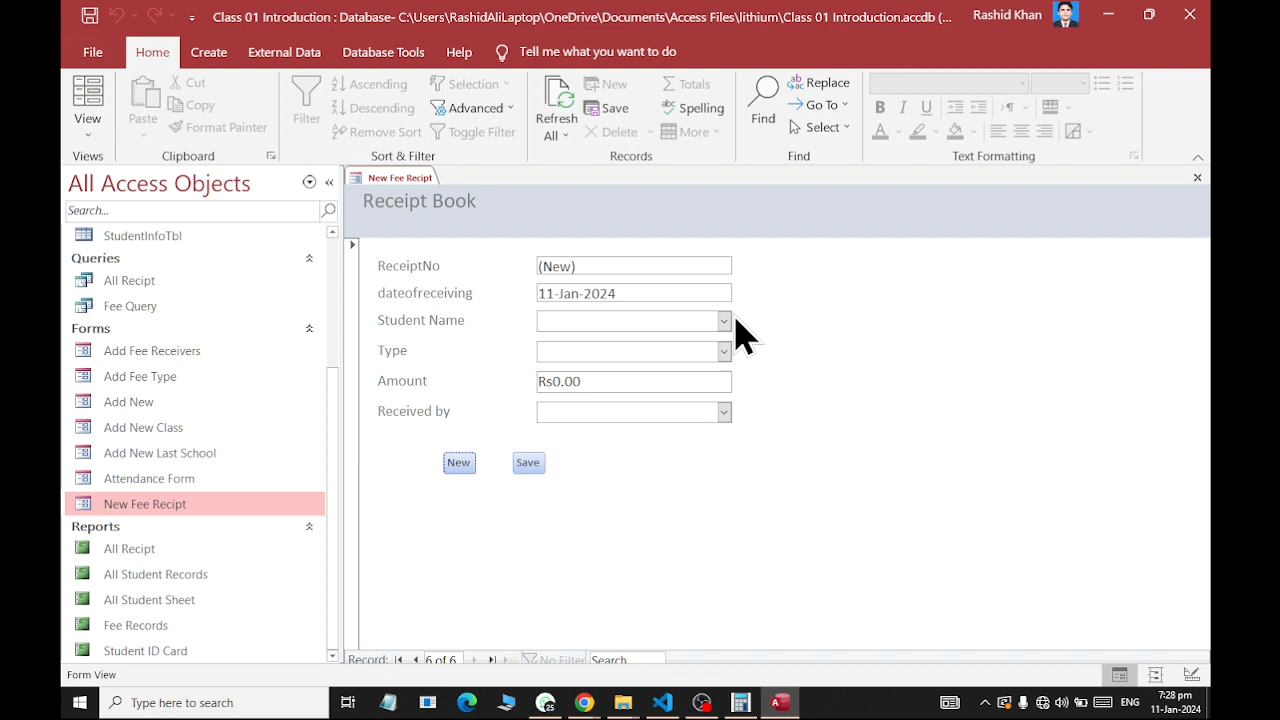 Class 01 Introduction : Database- C:\Users\RashidAliLaptop\OneDrive\Documents\Access Files\lithium\Class 01 Introduction.accdb (... Rashid Khan
File Home Create External Data Database Tools Help Tell me what you want to do
View
Views
Paste
Cut
Copy
Format Painter
Clipboard
Filter
Ascending
Descending
Remove Sort
Selection
Advanced
Toggle Filter
Sort & Filter
Refresh
All
New
Save
Delete
Totals
Spelling
More
Records
Find
Replace
Go To
Select
Find
B I U
A
Text Formatting
All Access Objects
Search...
StudentInfoTbl
Queries
All Recipt
Fee Query
Forms
Add Fee Receivers
Add Fee Type
Add New
Add New Class
Add New Last School
Attendance Form
New Fee Recipt
Reports
All Recipt
All Student Records
All Student Sheet
Fee Records
Student ID Card
New Fee Recipt
Receipt Book
ReceiptNo (New)
dateofreceiving 11-Jan-2024
Student Name
Type
Amount Rs0.00
Received by
New Save
Record: 6 of 6 No Filter Search
Form View
Type here to search
ENG
7:28 pm
11-Jan-2024